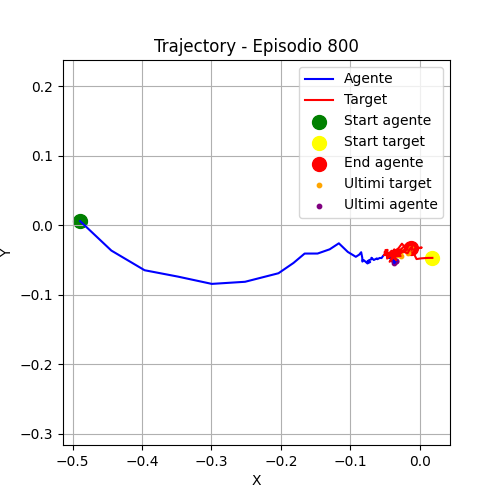 Trajectory - Episodio 800
Agente
Target
Start agente
Start target
End agente
Ultimi target
Ultimi agente
0.2
0.1
0.0
−0.1
−0.2
−0.3
Y
−0.5
−0.4
−0.3
−0.2
−0.1
0.0
X